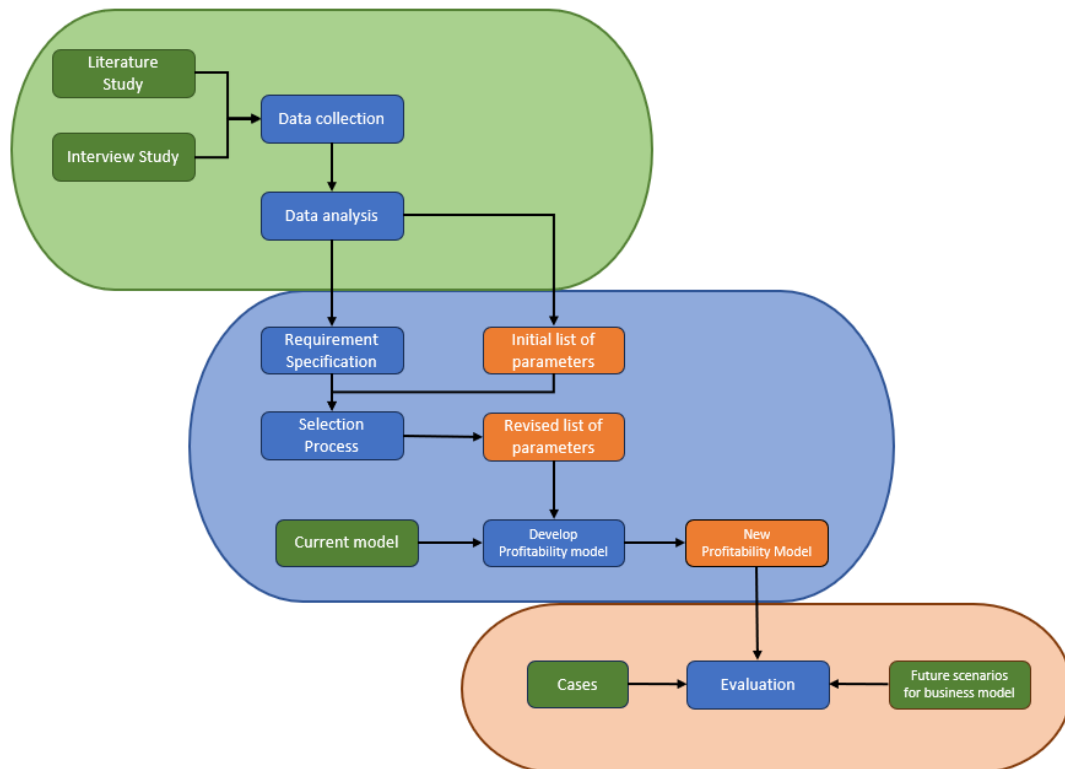 Literature
Study
Data collection
Interview Study
Data analysis
Requirement
Specification
Initial list of
parameters
Selection
Process
Revised list of
parameters
Current model
Develop
Profitability model
New
Profitability Model
Cases
Evaluation
Future scenarios
for business model